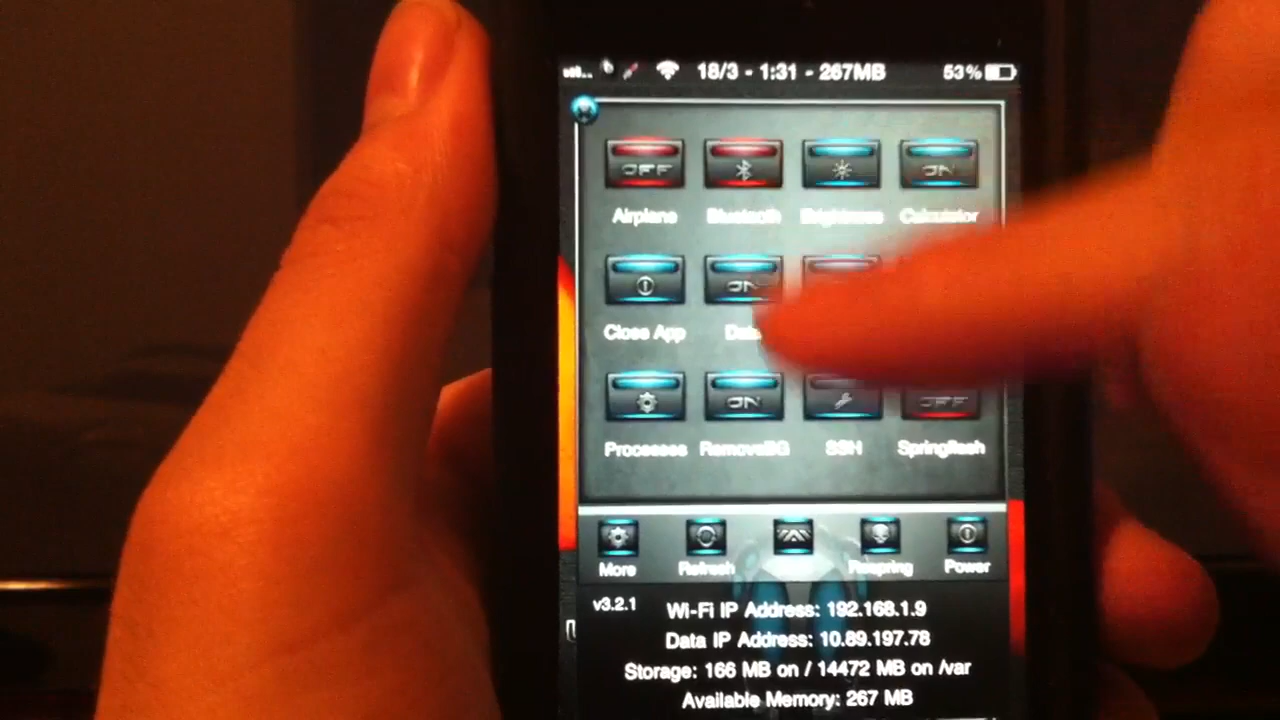 18/3 - 1:31 - 267MB 53%
OFF ON
Airplane Bluetooth Brightness Calculator
ON
Close App
ON OFF
Processes RemoveBG SSH Springflash
More Refresh Respring Power
v3.2.1 Wi-Fi IP Address: 192.168.1.9
Data IP Address: 10.89.197.78
Storage: 166 MB on / 14472 MB on /var
Available Memory: 267 MB